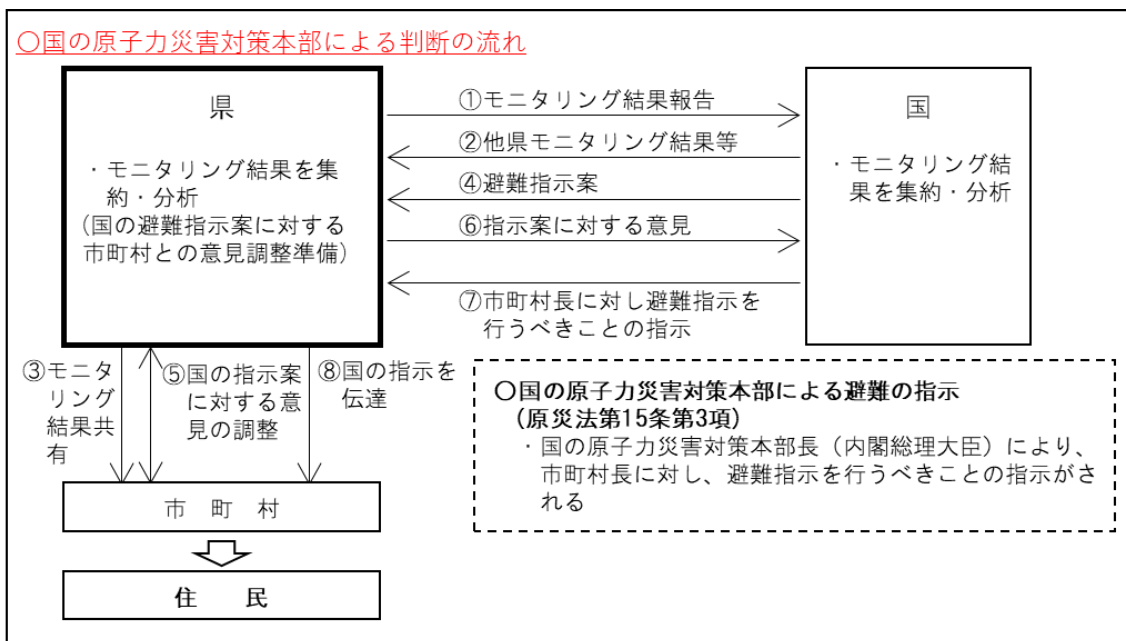 〇国の原子力災害対策本部による判断の流れ
県
・モニタリング結果を集
約・分析
(国の避難指示案に対する
市町村との意見調整準備)
①モニタリング結果報告
②他県モニタリング結果等
④避難指示案
⑥指示案に対する意見
⑦市町村長に対し避難指示を
行うべきことの指示
国
・モニタリング結
果を集約・分析
③モニタ
リング
結果共
有
⑤国の指示案
に対する意
見の調整
⑧国の指示を
伝達
〇国の原子力災害対策本部による避難の指示
(原災法第15条第3項)
・国の原子力災害対策本部長（内閣総理大臣）により、
市町村長に対し、避難指示を行うべきことの指示がさ
れる
市 町 村
住 民